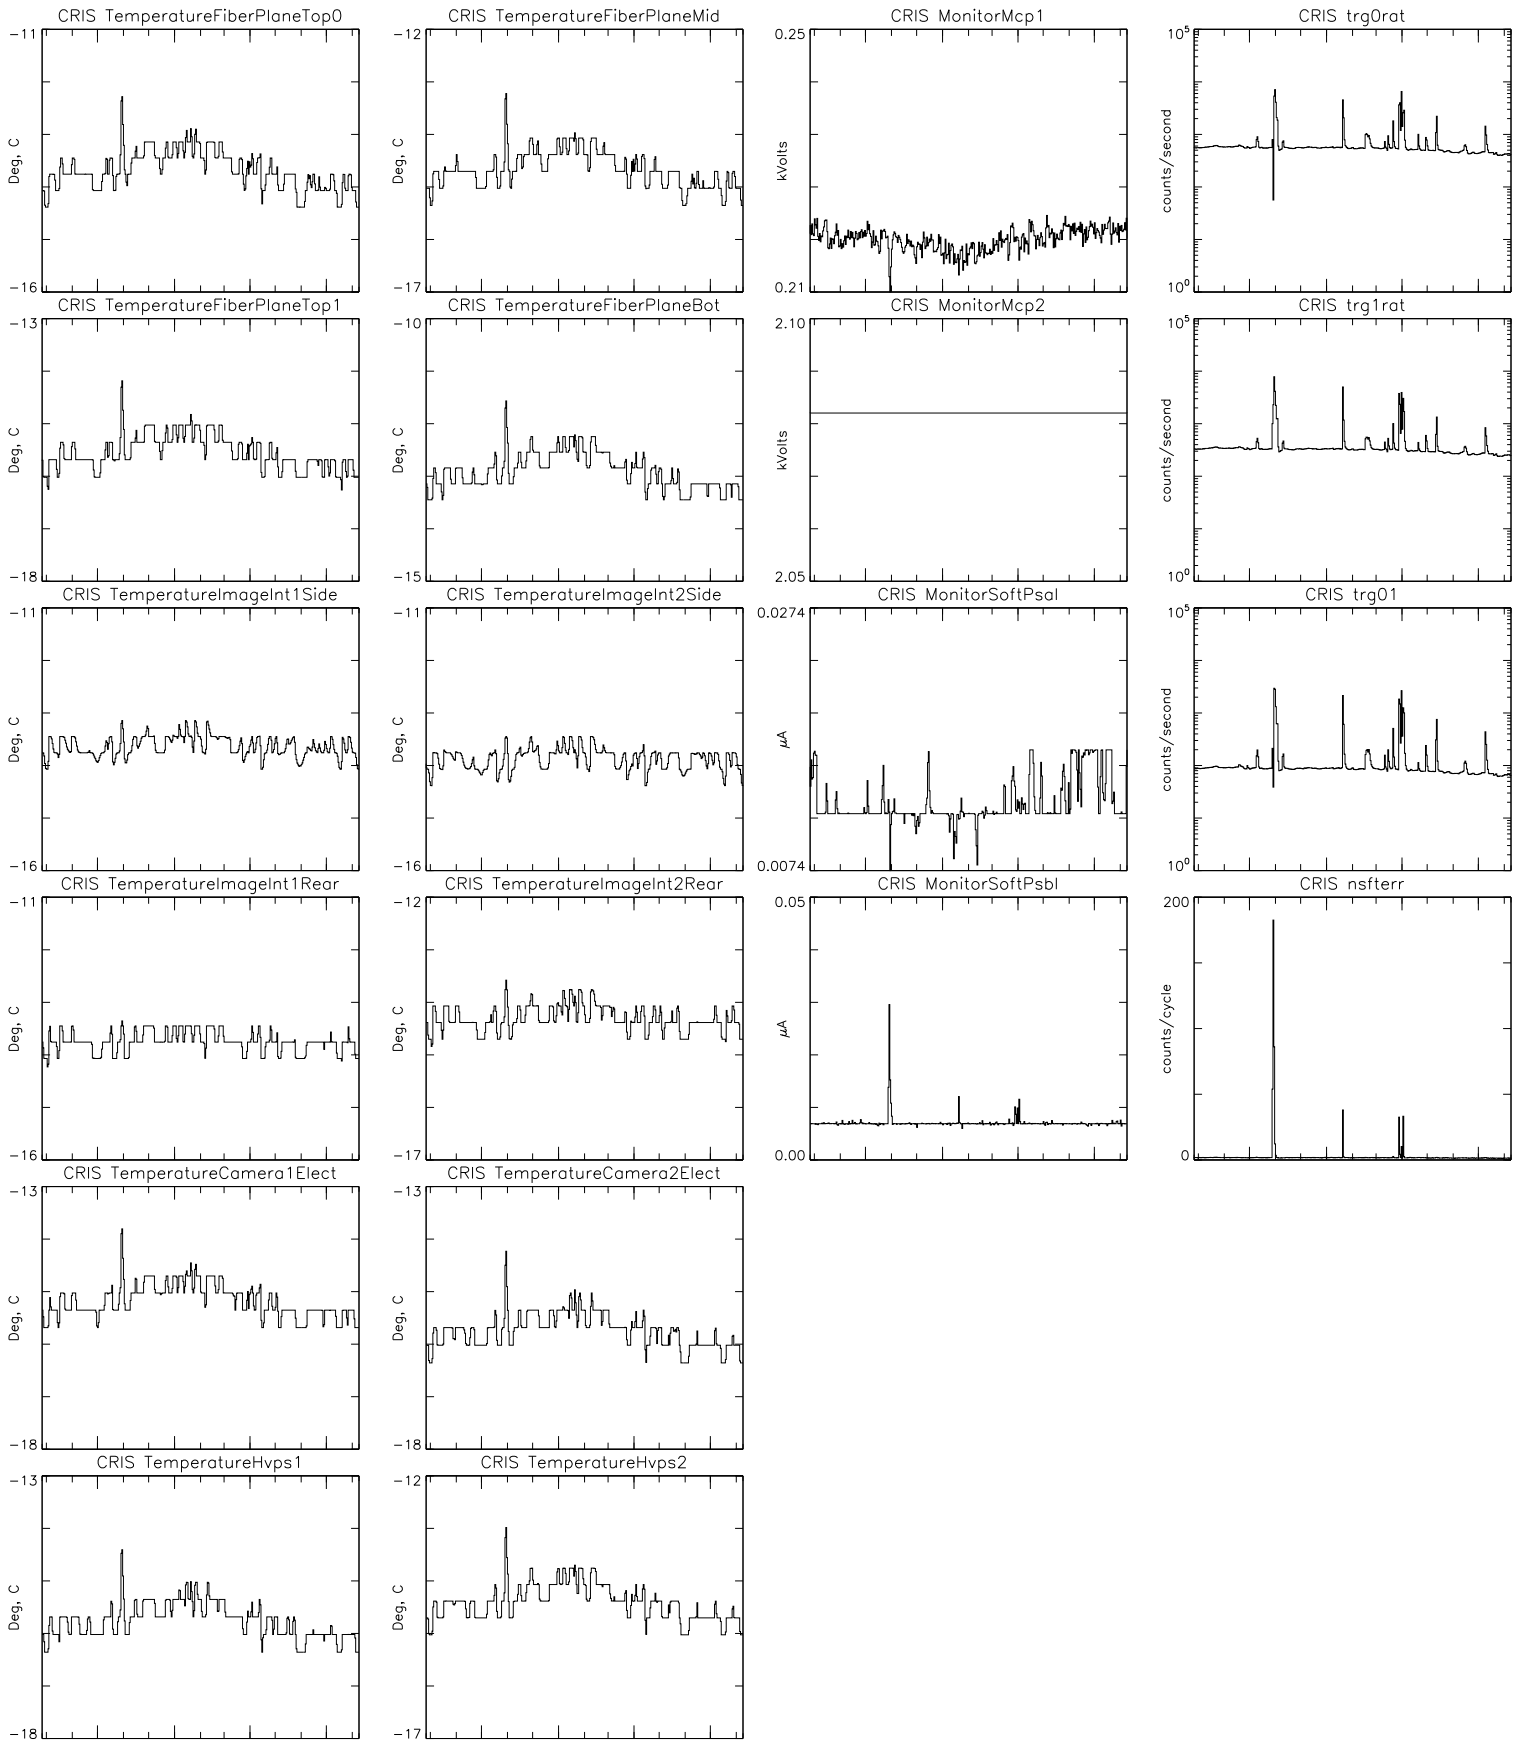 CRIS TemperatureFiberPlaneTop0
-11
Deg, C
-16
CRIS TemperatureFiberPlaneMid
-12
Deg, C
-17
CRIS MonitorMcp1
0.25
kVolts
0.21
CRIS trg0rat
10^5
counts/second
10^0
CRIS TemperatureFiberPlaneTop1
-13
Deg, C
-18
CRIS TemperatureFiberPlaneBot
-10
Deg, C
-15
CRIS MonitorMcp2
2.10
kVolts
2.05
CRIS trg1rat
10^5
counts/second
10^0
CRIS TemperatureImageInt1Side
-11
Deg, C
-16
CRIS TemperatureImageInt2Side
-11
Deg, C
-16
CRIS MonitorSoftPsaI
0.0274
μA
0.0074
CRIS trg01
10^5
counts/second
10^0
CRIS TemperatureImageInt1Rear
-11
Deg, C
-16
CRIS TemperatureImageInt2Rear
-12
Deg, C
-17
CRIS MonitorSoftPsbI
0.05
μA
0.00
CRIS nsfterr
200
counts/cycle
0
CRIS TemperatureCamera1Elect
-13
Deg, C
-18
CRIS TemperatureCamera2Elect
-13
Deg, C
-18
CRIS TemperatureHvps1
-13
Deg, C
-18
CRIS TemperatureHvps2
-12
Deg, C
-17